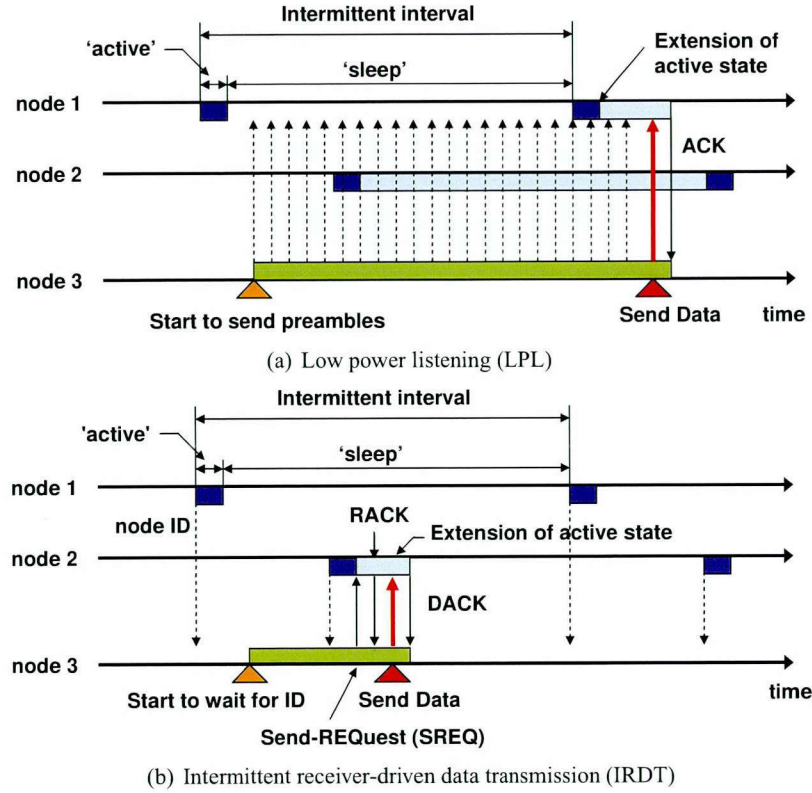 Intermittent interval
'active'
'sleep'
Extension of
active state
node 1
ACK
node 2
node 3
Start to send preambles
Send Data
time
(a) Low power listening (LPL)
Intermittent interval
'active'
'sleep'
node 1
node ID
RACK
Extension of active state
node 2
DACK
node 3
Start to wait for ID
Send Data
time
Send-REQuest (SREQ)
(b) Intermittent receiver-driven data transmission (IRDT)